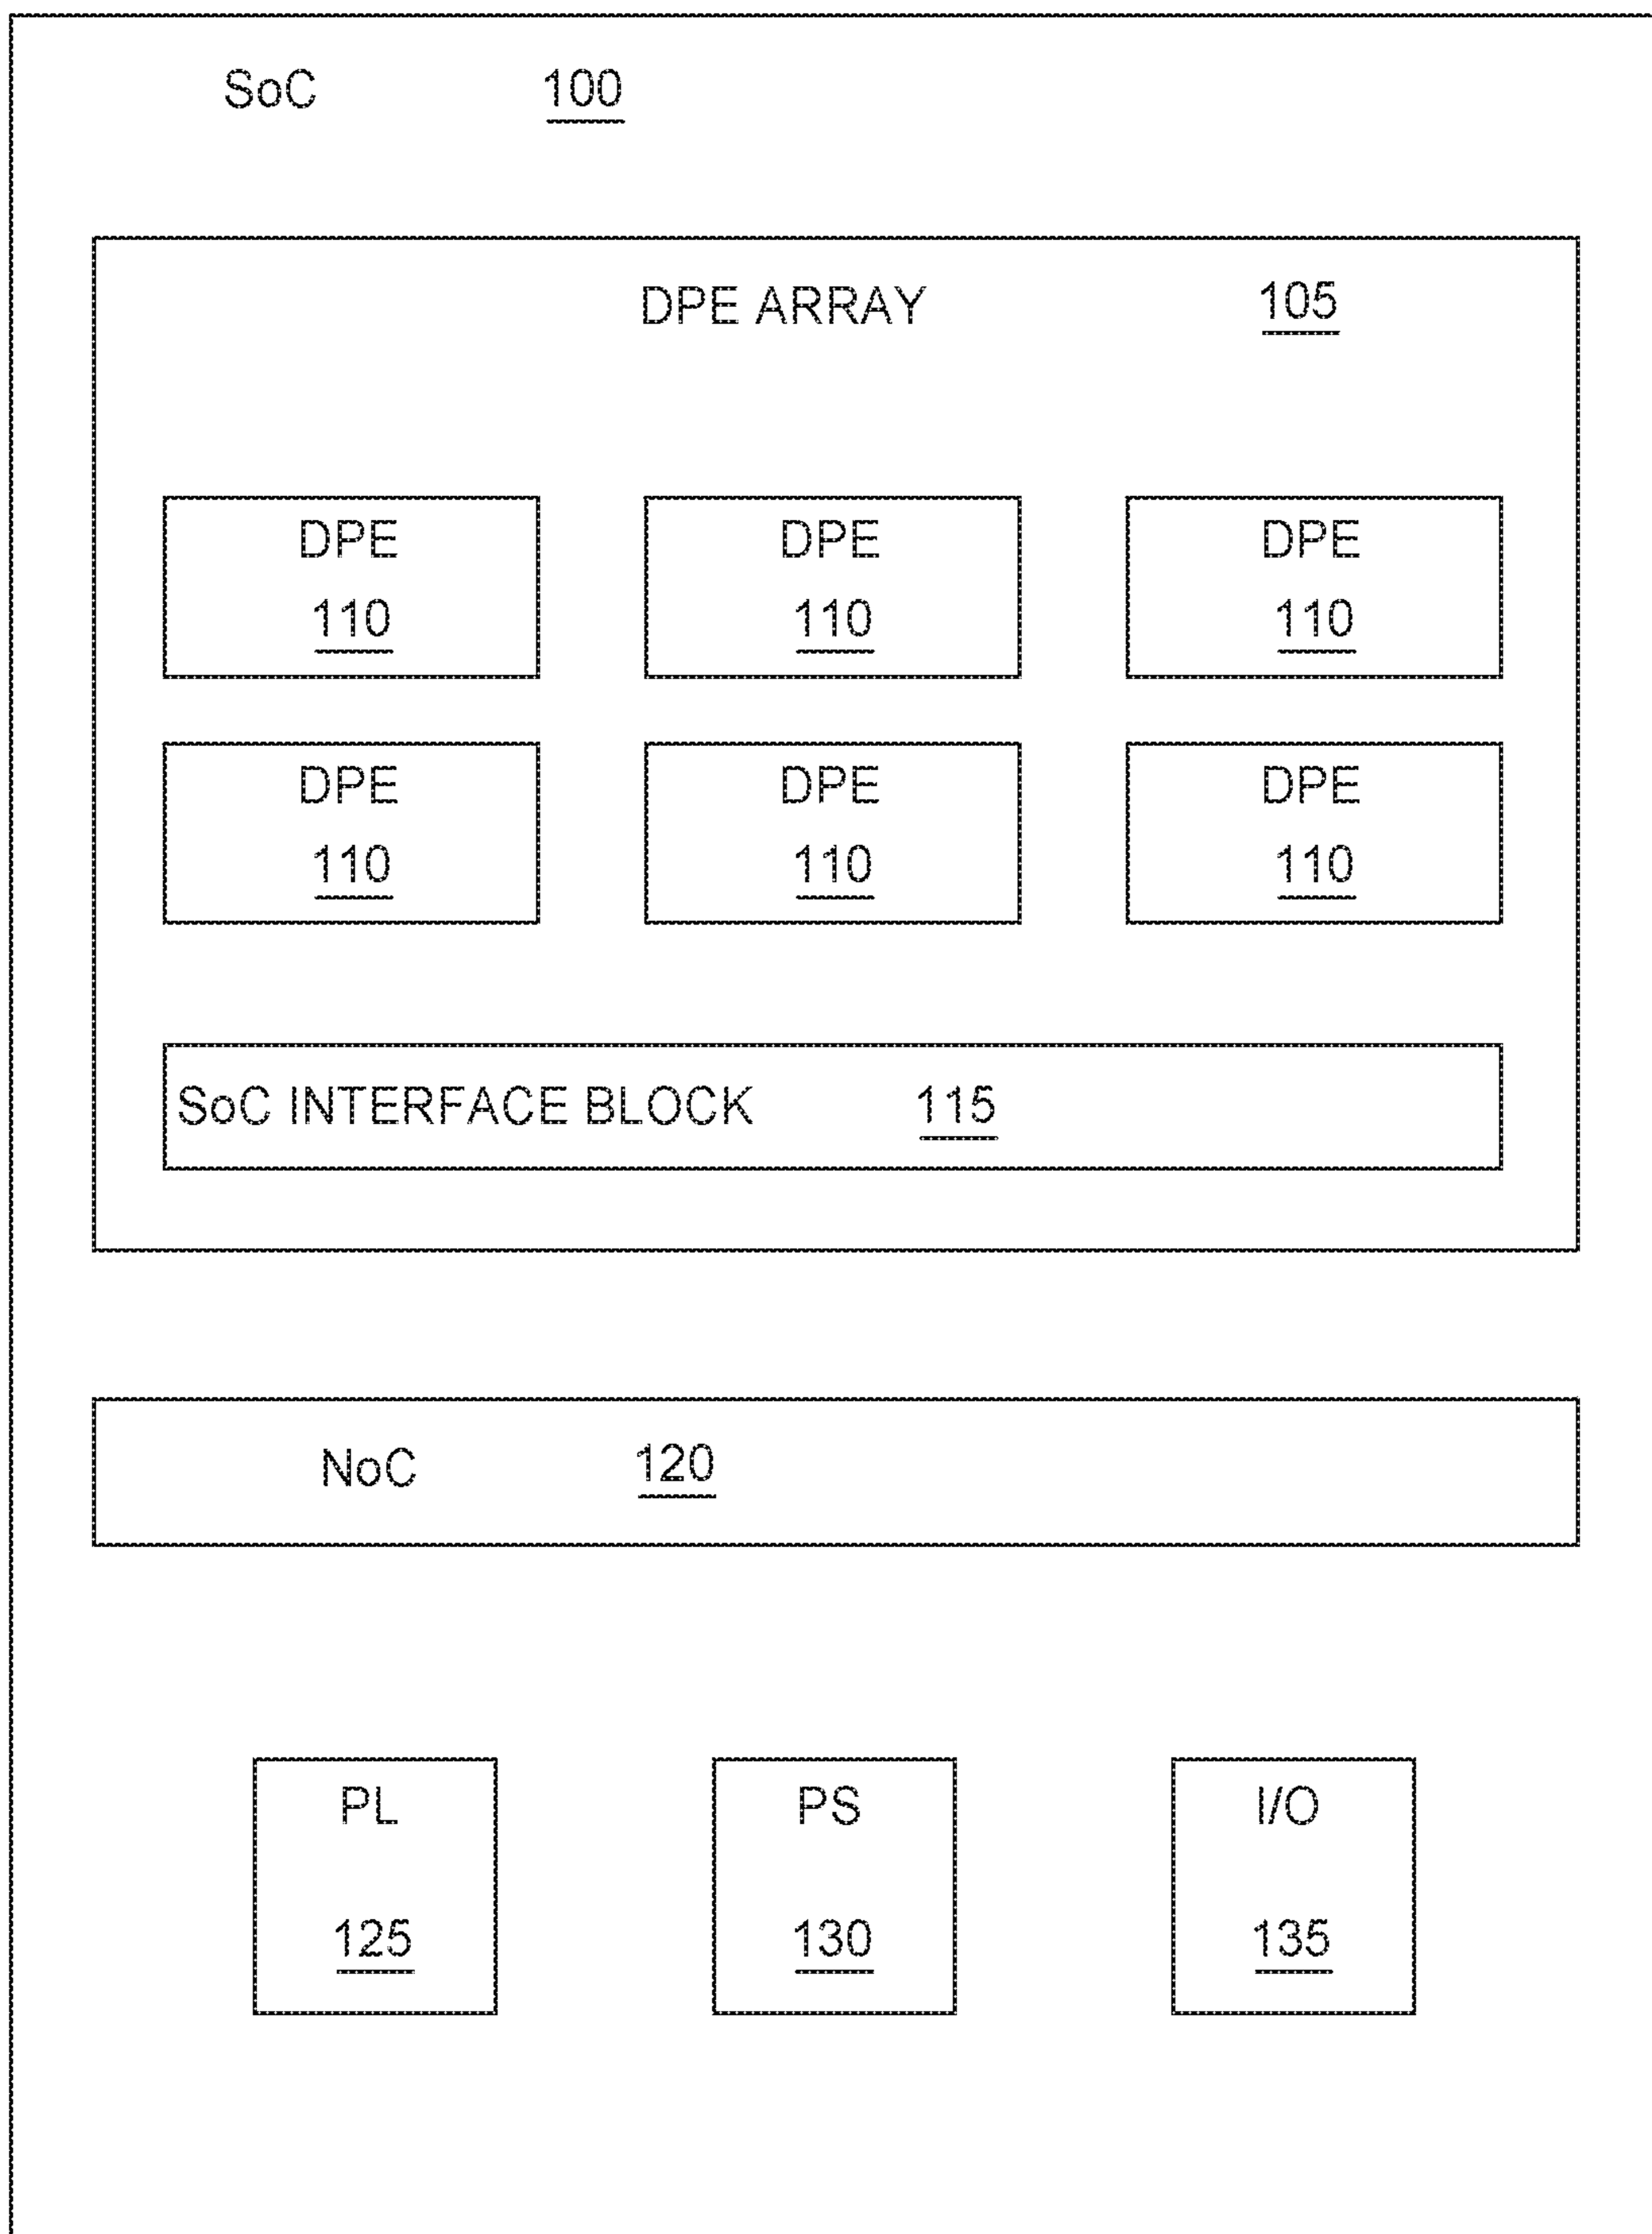 SoC 100
DPE ARRAY 105
DPE DPE DPE
110 110 110
DPE DPE DPE
110 110 110
SoC INTERFACE BLOCK 115
NoC 120
PL PS I/O
125 130 135